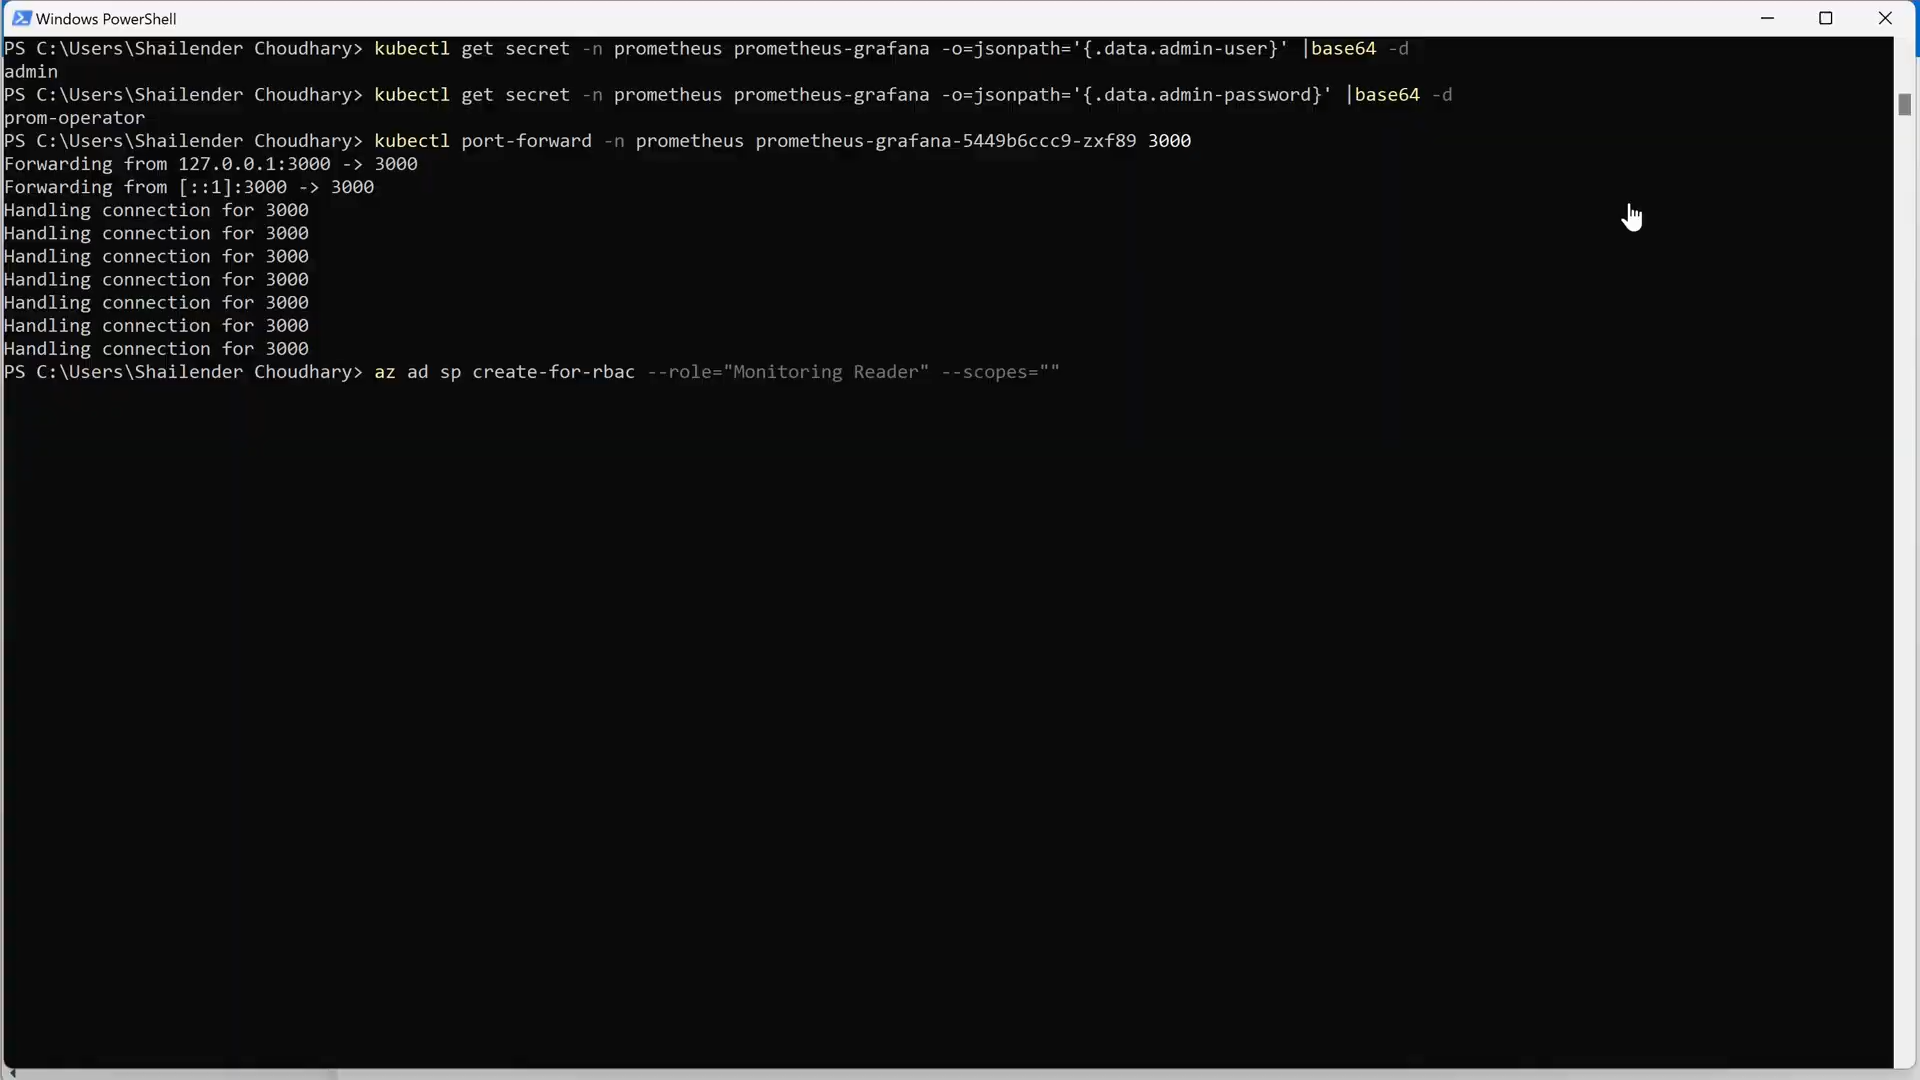 Windows PowerShell
PS C:\Users\Shailender Choudhary> kubectl get secret -n prometheus prometheus-grafana -o=jsonpath='{.data.admin-user}' |base64 -d
admin
PS C:\Users\Shailender Choudhary> kubectl get secret -n prometheus prometheus-grafana -o=jsonpath='{.data.admin-password}' |base64 -d
prom-operator
PS C:\Users\Shailender Choudhary> kubectl port-forward -n prometheus prometheus-grafana-5449b6ccc9-zxf89 3000
Forwarding from 127.0.0.1:3000 -> 3000
Forwarding from [::1]:3000 -> 3000
Handling connection for 3000
Handling connection for 3000
Handling connection for 3000
Handling connection for 3000
Handling connection for 3000
Handling connection for 3000
Handling connection for 3000
PS C:\Users\Shailender Choudhary> az ad sp create-for-rbac --role="Monitoring Reader" --scopes=""